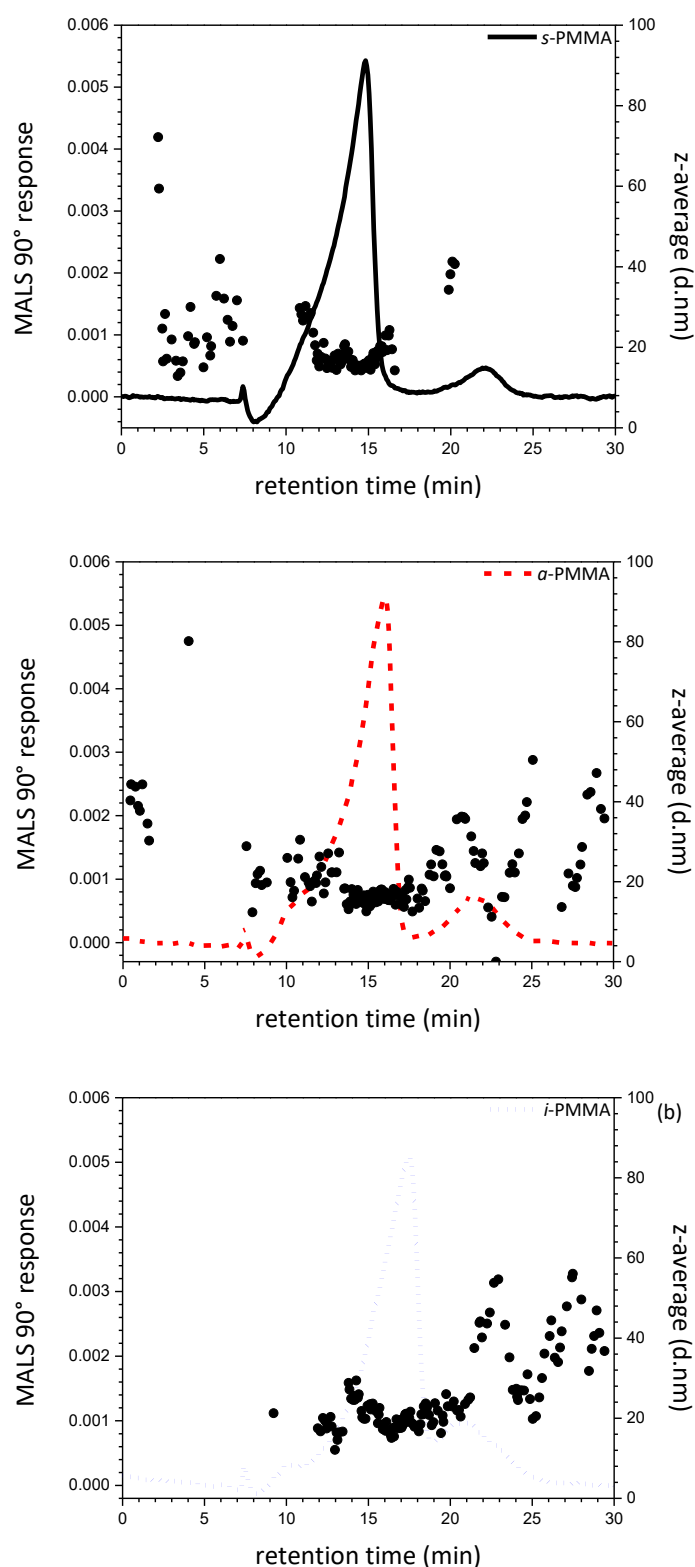 0.006
0.005
0.004
0.003
0.002
0.001
0.000
MALS 90° response
100
80
60
40
20
0
z-average (d.nm)
s-PMMA
0 5 10 15 20 25 30
retention time (min)
0.006
0.005
0.004
0.003
0.002
0.001
0.000
MALS 90° response
100
80
60
40
20
0
z-average (d.nm)
a-PMMA
0 5 10 15 20 25 30
retention time (min)
0.006
0.005
0.004
0.003
0.002
0.001
0.000
MALS 90° response
100
80
60
40
20
0
z-average (d.nm)
i-PMMA
(b)
0 5 10 15 20 25 30
retention time (min)